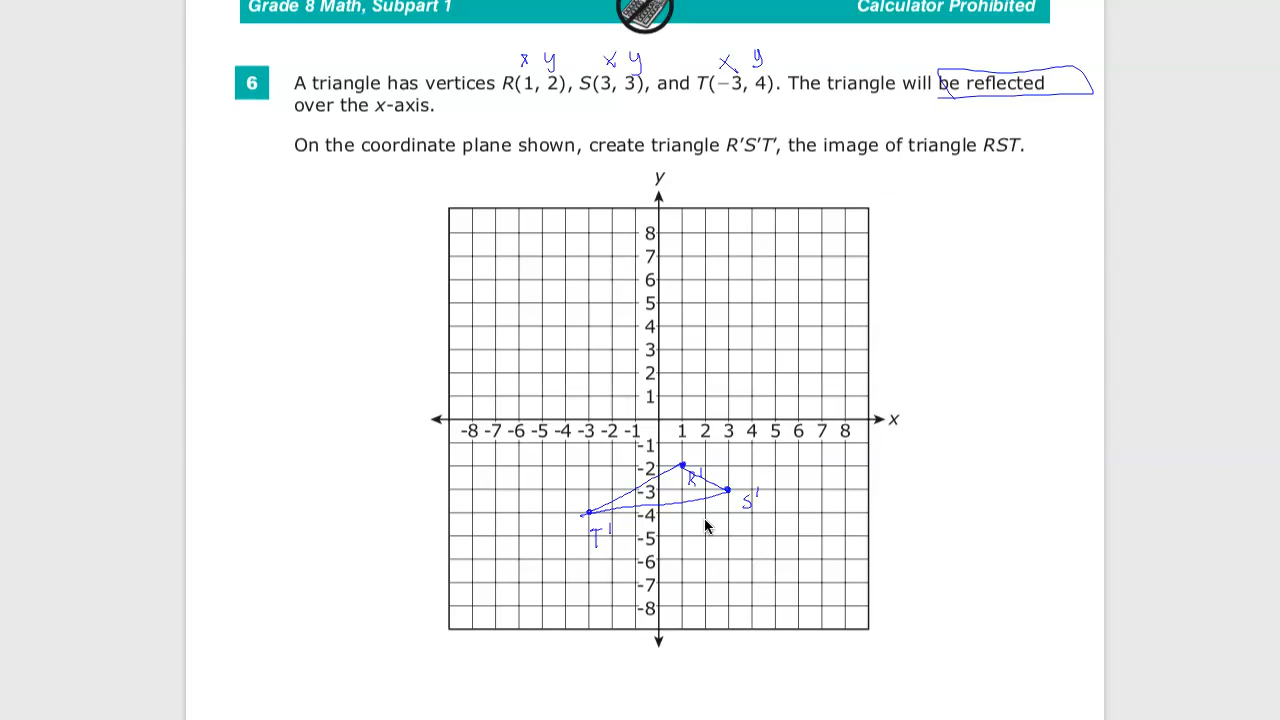 Grade 8 Math, Subpart 1
Calculator Prohibited
x y x y x y
6
A triangle has vertices R(1, 2), S(3, 3), and T(−3, 4). The triangle will be reflected
over the x-axis.
On the coordinate plane shown, create triangle R′S′T′, the image of triangle RST.
y
8
7
6
5
4
3
2
1
x
-8 -7 -6 -5 -4 -3 -2 -1 1 2 3 4 5 6 7 8
-1
-2
R'
-3
S'
-4
T'
-5
-6
-7
-8